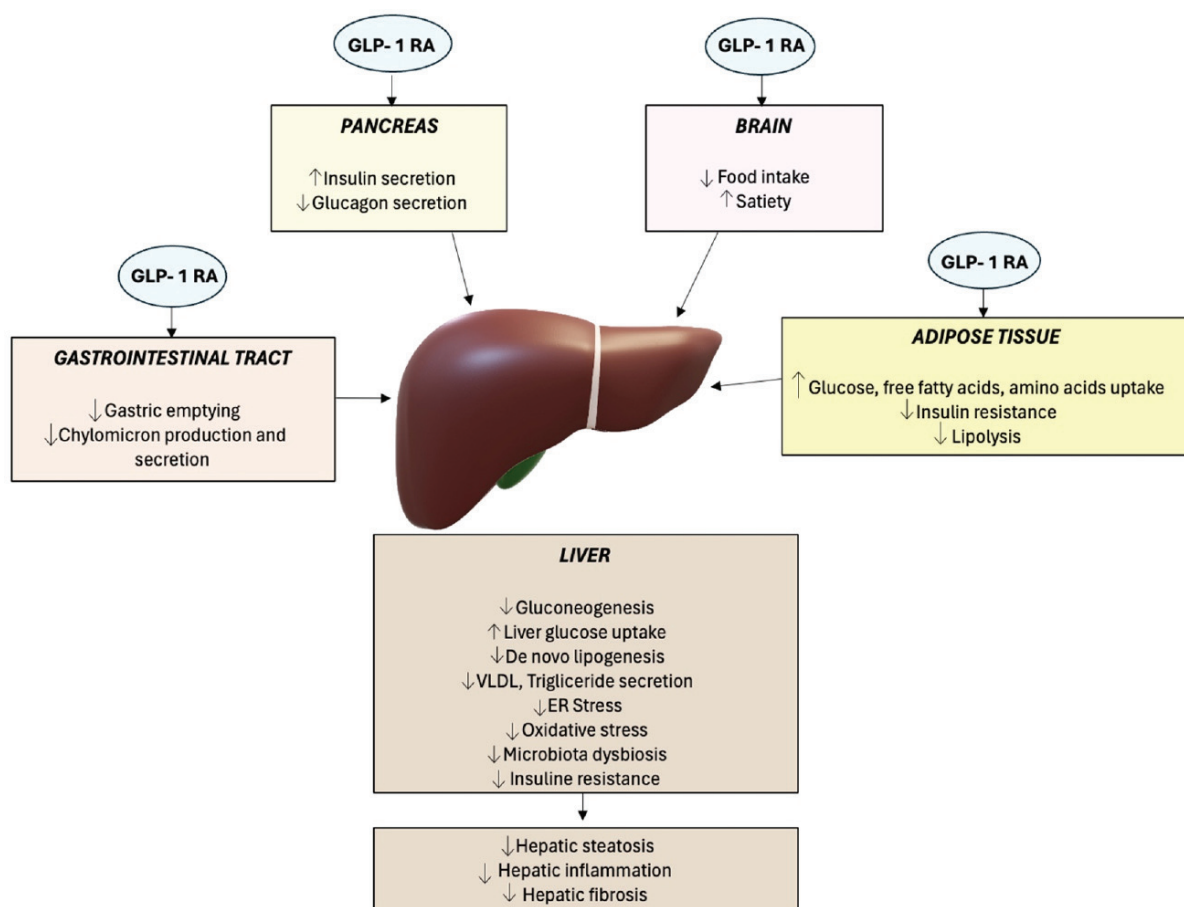 GLP- 1 RA
GLP- 1 RA
PANCREAS
↑Insulin secretion
↓Glucagon secretion
BRAIN
↓ Food intake
↑ Satiety
GLP- 1 RA
GLP- 1 RA
GASTROINTESTINAL TRACT
↓Gastric emptying
↓Chylomicron production and
secretion
ADIPOSE TISSUE
↑ Glucose, free fatty acids, amino acids uptake
↓Insulin resistance
↓ Lipolysis
LIVER
↓Gluconeogenesis
↑Liver glucose uptake
↓De novo lipogenesis
↓VLDL, Trigliceride secretion
↓ER Stress
↓Oxidative stress
↓Microbiota dysbiosis
↓ Insuline resistance
↓Hepatic steatosis
↓ Hepatic inflammation
↓ Hepatic fibrosis